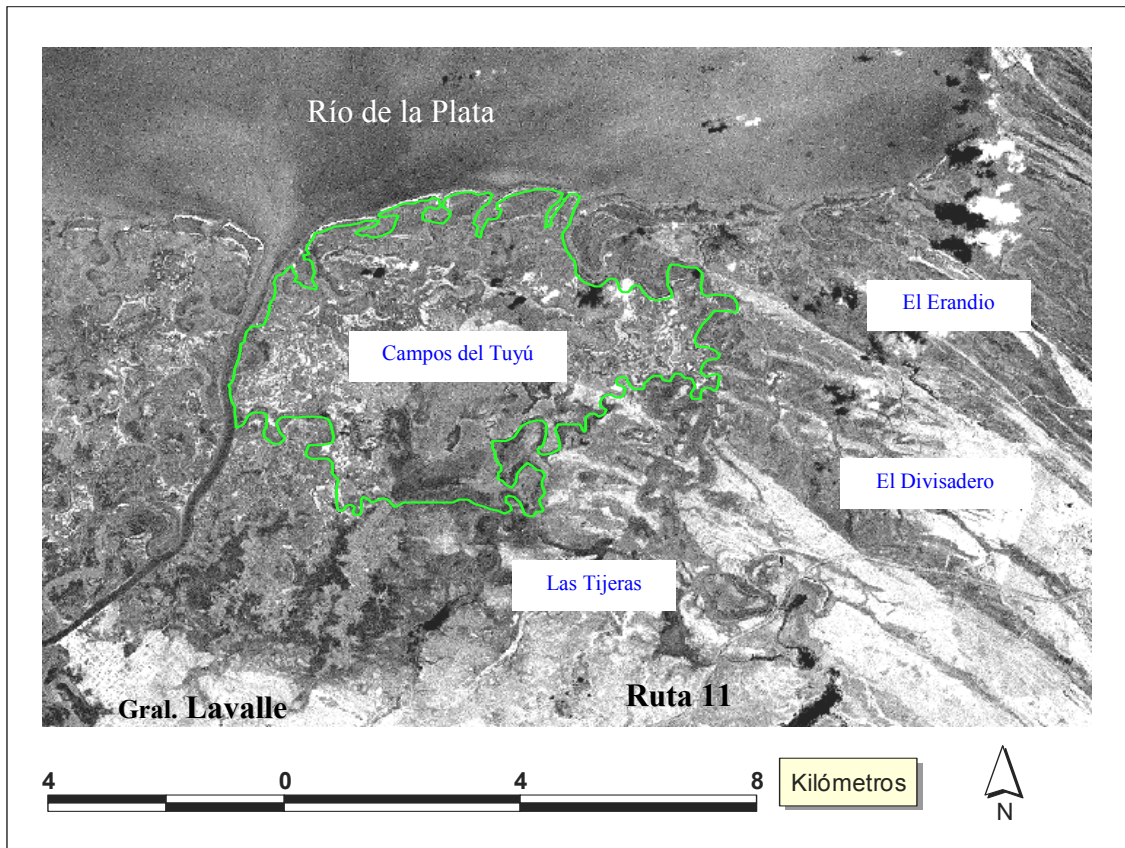 Río de la Plata
El Erandio
Campos del Tuyú
El Divisadero
Las Tijeras
Gral. Lavalle
Ruta 11
4 0 4 8
Kilómetros
N